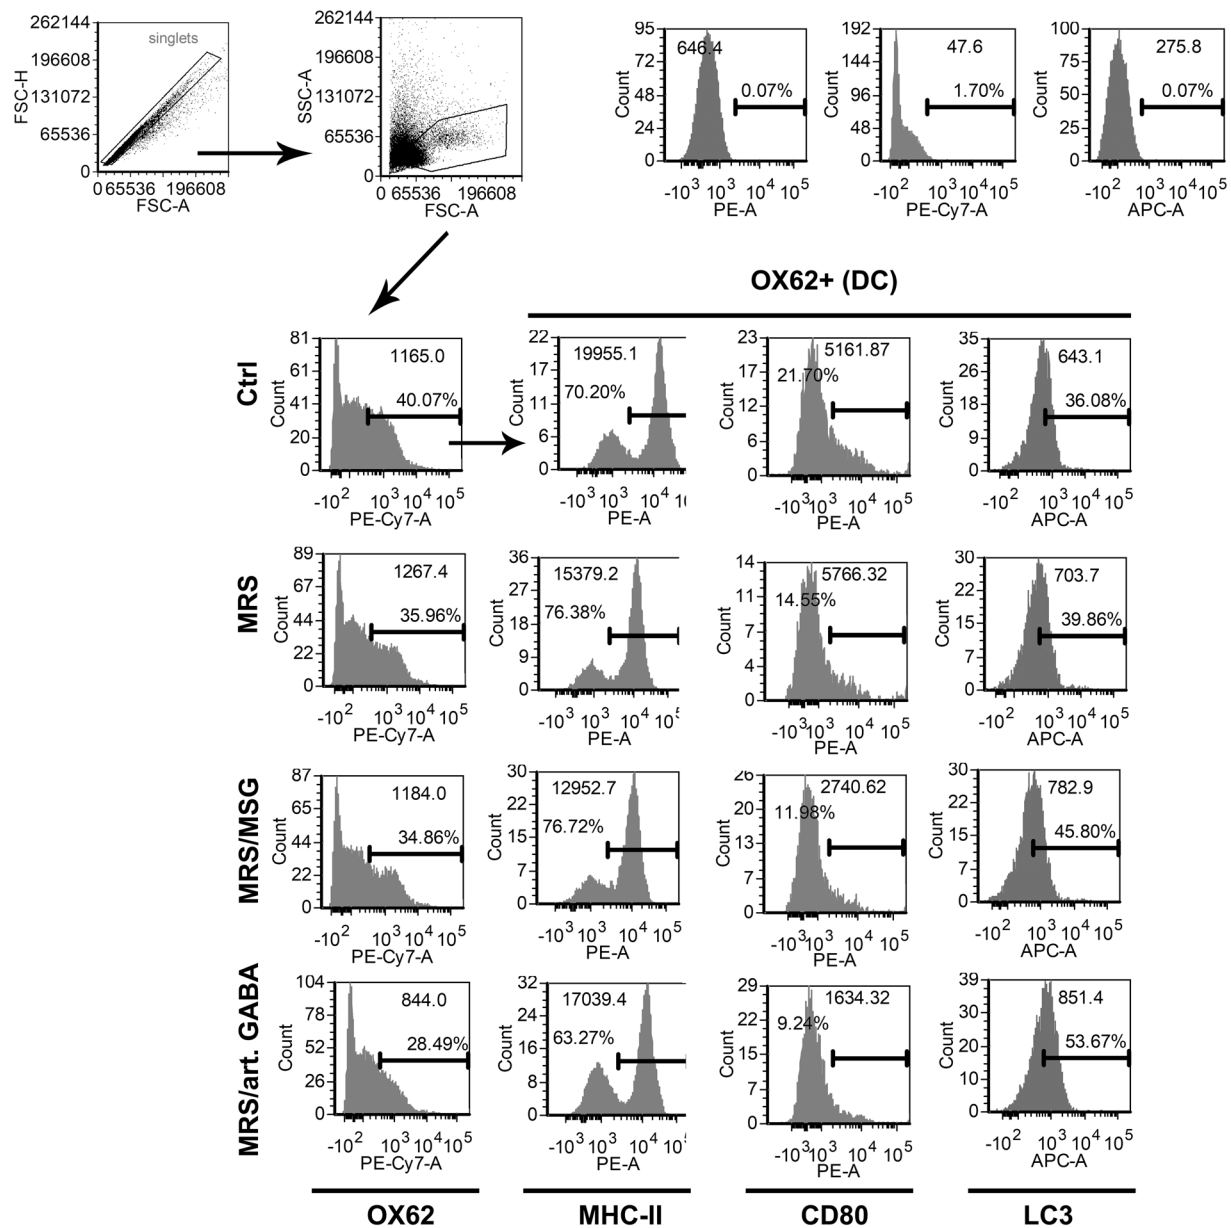 262144
196608
131072
65536
0
FSC-H
singlets
0 65536 196608
FSC-A
262144
196608
131072
65536
0
SSC-A
0 65536 196608
FSC-A
95
72
48
24
0
Count
646.4
0.07%
-10³ 10³ 10⁴ 10⁵
PE-A
192
144
96
48
0
Count
47.6
1.70%
-10² 10³ 10⁴ 10⁵
PE-Cy7-A
100
75
50
25
0
Count
275.8
0.07%
-10² 10³ 10⁴ 10⁵
APC-A
OX62+ (DC)
Ctrl
81
61
41
20
0
Count
1165.0
40.07%
-10² 10³ 10⁴ 10⁵
PE-Cy7-A
22
17
11
6
0
Count
19955.1
70.20%
-10³ 10³ 10⁴
PE-A
23
17
12
6
0
Count
5161.87
21.70%
-10³ 10³ 10⁴ 10⁵
PE-A
35
26
18
9
0
Count
643.1
36.08%
-10² 10³ 10⁴ 10⁵
APC-A
MRS
89
67
44
22
0
Count
1267.4
35.96%
-10² 10³ 10⁴ 10⁵
PE-Cy7-A
36
27
18
9
0
Count
15379.2
76.38%
-10³ 10³ 10⁴ 10⁵
PE-A
14
11
7
4
0
Count
5766.32
14.55%
-10³ 10³ 10⁴ 10⁵
PE-A
30
22
15
7
0
Count
703.7
39.86%
-10² 10³ 10⁴ 10⁵
APC-A
MRS/MSG
87
65
44
22
0
Count
1184.0
34.86%
-10² 10³ 10⁴ 10⁵
PE-Cy7-A
30
22
15
7
0
Count
12952.7
76.72%
-10³ 10³ 10⁴ 10⁵
PE-A
26
20
13
7
0
Count
2740.62
11.98%
-10³ 10³ 10⁴ 10⁵
PE-A
30
22
15
7
0
Count
782.9
45.80%
-10² 10³ 10⁴ 10⁵
APC-A
MRS/art. GABA
104
78
52
26
0
Count
844.0
28.49%
-10² 10³ 10⁴ 10⁵
PE-Cy7-A
32
24
16
8
0
Count
17039.4
63.27%
-10³ 10³ 10⁴
PE-A
29
22
15
7
0
Count
1634.32
9.24%
-10³ 10³ 10⁴ 10⁵
PE-A
39
30
20
10
0
Count
851.4
53.67%
-10² 10³ 10⁴ 10⁵
APC-A
OX62
MHC-II
CD80
LC3